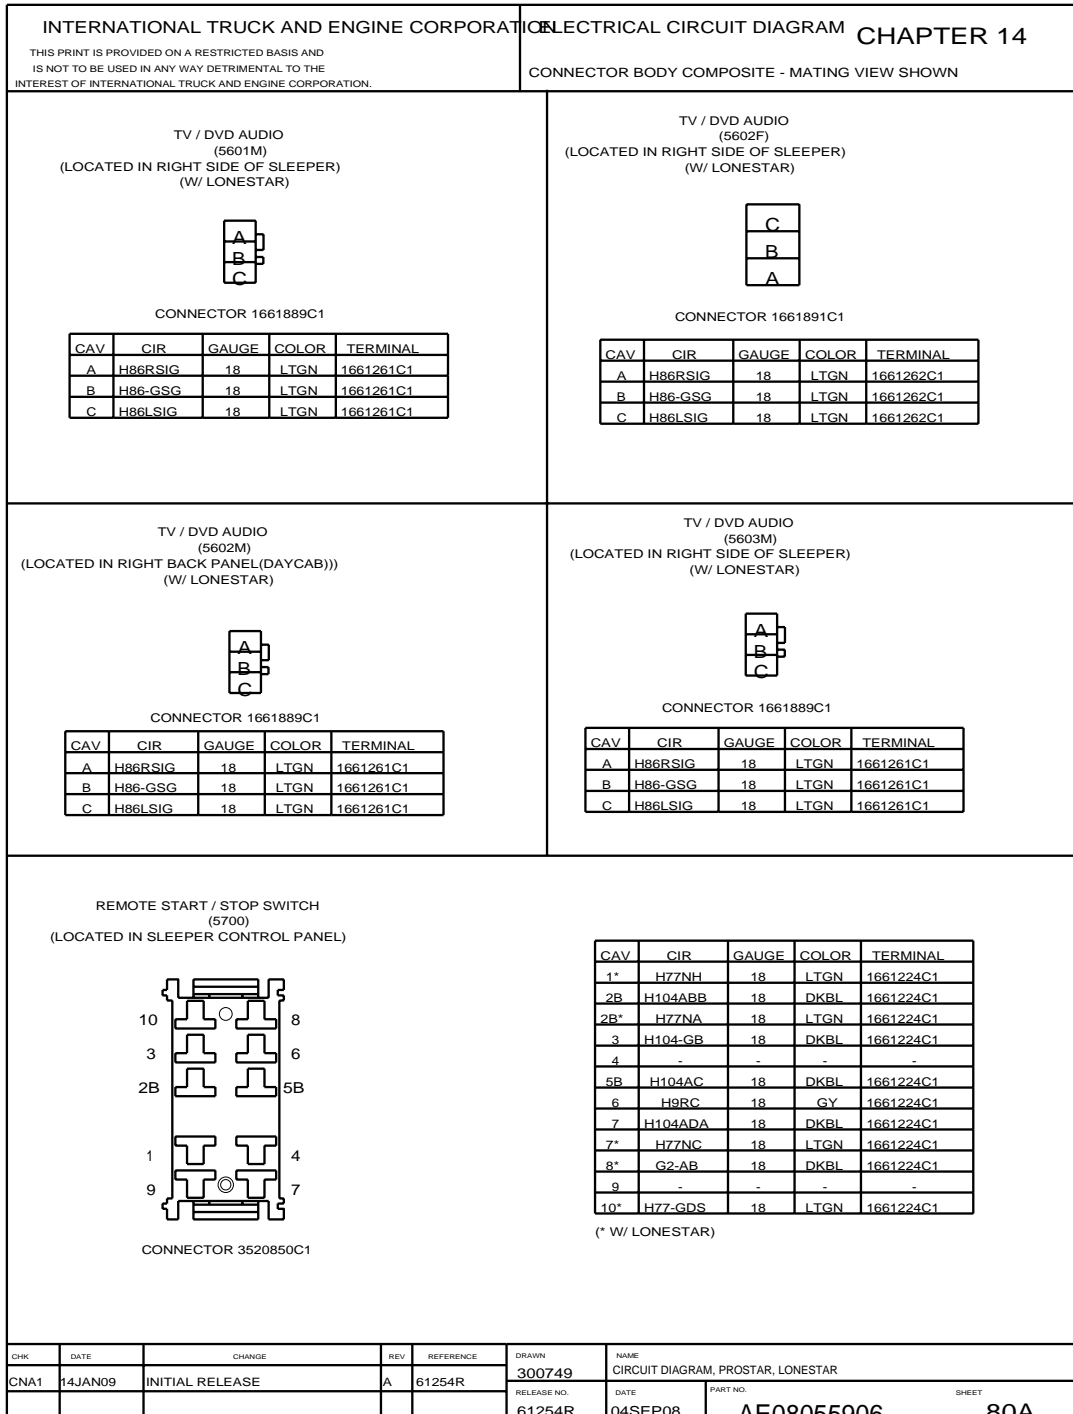 INTERNATIONAL TRUCK AND ENGINE CORPORATION
THIS PRINT IS PROVIDED ON A RESTRICTED BASIS AND
IS NOT TO BE USED IN ANY WAY DETRIMENTAL TO THE
INTEREST OF INTERNATIONAL TRUCK AND ENGINE CORPORATION.
ELECTRICAL CIRCUIT DIAGRAM CHAPTER 14
CONNECTOR BODY COMPOSITE - MATING VIEW SHOWN
TV / DVD AUDIO
(5601M)
(LOCATED IN RIGHT SIDE OF SLEEPER)
(W/ LONESTAR)
A
B
C
CONNECTOR 1661889C1
CAV CIR GAUGE COLOR TERMINAL
A H86RSIG 18 LTGN 1661261C1
B H86-GSG 18 LTGN 1661261C1
C H86LSIG 18 LTGN 1661261C1
TV / DVD AUDIO
(5602F)
(LOCATED IN RIGHT SIDE OF SLEEPER)
(W/ LONESTAR)
C
B
A
CONNECTOR 1661891C1
CAV CIR GAUGE COLOR TERMINAL
A H86RSIG 18 LTGN 1661262C1
B H86-GSG 18 LTGN 1661262C1
C H86LSIG 18 LTGN 1661262C1
TV / DVD AUDIO
(5602M)
(LOCATED IN RIGHT BACK PANEL(DAYCAB)))
(W/ LONESTAR)
A
B
C
CONNECTOR 1661889C1
CAV CIR GAUGE COLOR TERMINAL
A H86RSIG 18 LTGN 1661261C1
B H86-GSG 18 LTGN 1661261C1
C H86LSIG 18 LTGN 1661261C1
TV / DVD AUDIO
(5603M)
(LOCATED IN RIGHT SIDE OF SLEEPER)
(W/ LONESTAR)
A
B
C
CONNECTOR 1661889C1
CAV CIR GAUGE COLOR TERMINAL
A H86RSIG 18 LTGN 1661261C1
B H86-GSG 18 LTGN 1661261C1
C H86LSIG 18 LTGN 1661261C1
REMOTE START / STOP SWITCH
(5700)
(LOCATED IN SLEEPER CONTROL PANEL)
10 8
3 6
2B 5B
1 4
9 7
CONNECTOR 3520850C1
CAV CIR GAUGE COLOR TERMINAL
1* H77NH 18 LTGN 1661224C1
2B H104ABB 18 DKBL 1661224C1
2B* H77NA 18 LTGN 1661224C1
3 H104-GB 18 DKBL 1661224C1
4 - - - -
5B H104AC 18 DKBL 1661224C1
6 H9RC 18 GY 1661224C1
7 H104ADA 18 DKBL 1661224C1
7* H77NC 18 LTGN 1661224C1
8* G2-AB 18 DKBL 1661224C1
9 - - - -
10* H77-GDS 18 LTGN 1661224C1
(* W/ LONESTAR)
CHK DATE CHANGE REV REFERENCE
CNA1 14JAN09 INITIAL RELEASE A 61254R
DRAWN
300749
NAME
CIRCUIT DIAGRAM, PROSTAR, LONESTAR
RELEASE NO. DATE PART NO. SHEET
61254R 04SEP08 AE08055906 80A